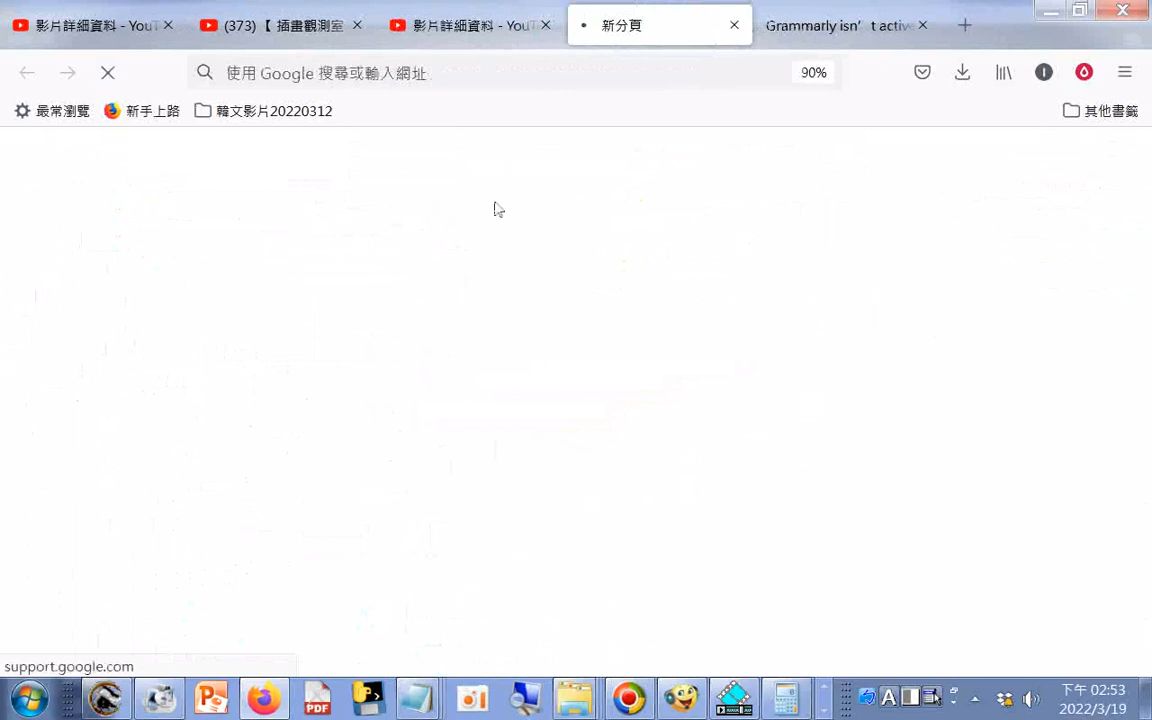 影片詳細資料 - YouT
(373)【 插畫觀測室
影片詳細資料 - YouT
新分頁
Grammarly isn't active
使用 Google 搜尋或輸入網址
90%
最常瀏覽
新手上路
韓文影片20220312
其他書籤
support.google.com
下午 02:53
2022/3/19